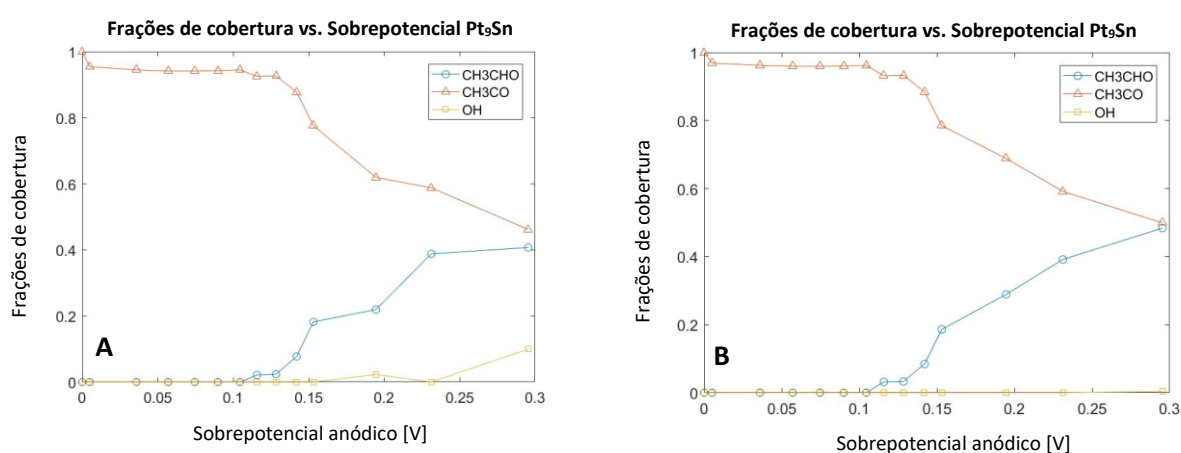 Frações de cobertura vs. Sobrepotencial Pt₉Sn
1
0.8
0.6
0.4
0.2
0
Frações de cobertura
CH3CHO
CH3CO
OH
A
0
0.05
0.1
0.15
0.2
0.25
0.3
Sobrepotencial anódico [V]
Frações de cobertura vs. Sobrepotencial Pt₉Sn
1
0.8
0.6
0.4
0.2
0
Frações de cobertura
CH3CHO
CH3CO
OH
B
0
0.05
0.1
0.15
0.2
0.25
0.3
Sobrepotencial anódico [V]